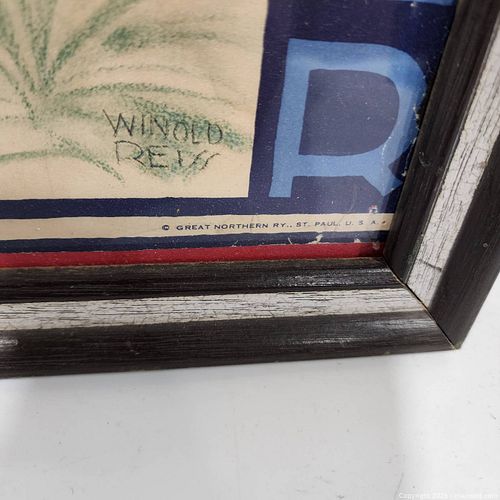 R
WINOLD
REISS
© GREAT NORTHERN RY., ST. PAUL, U. S. A.